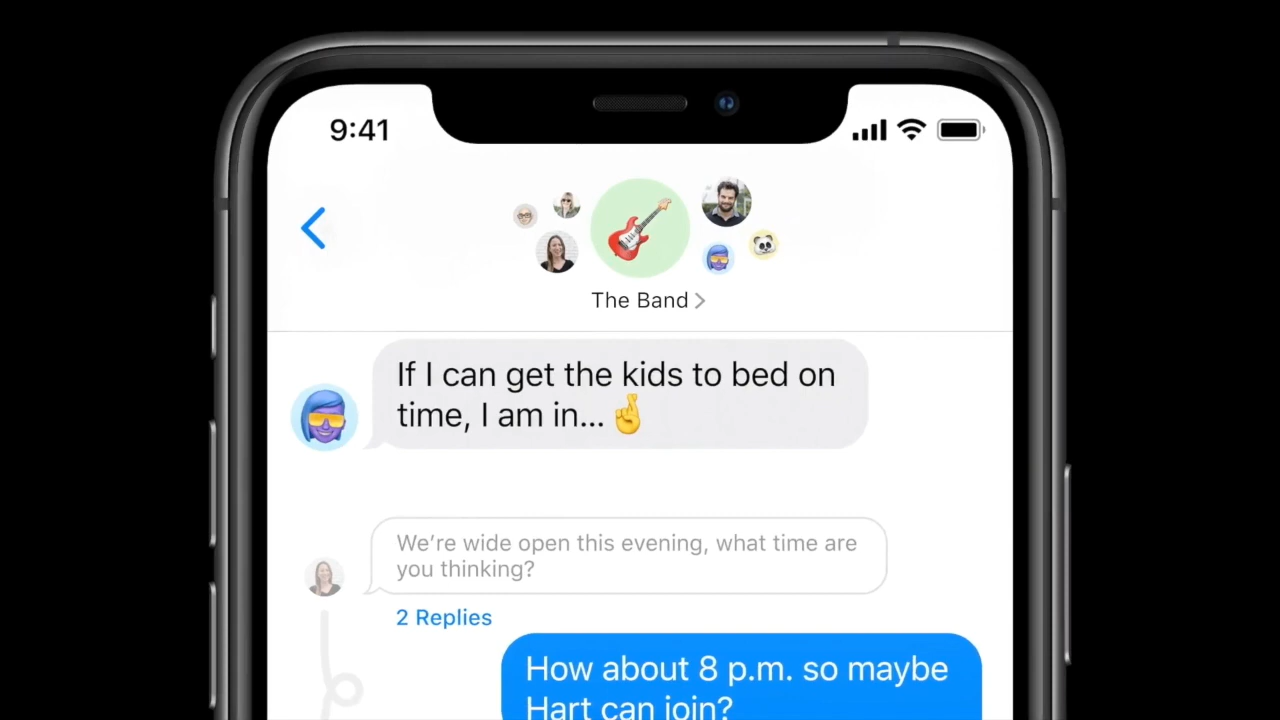 9:41
The Band
If I can get the kids to bed on
time, I am in...🤞
We’re wide open this evening, what time are
you thinking?
2 Replies
How about 8 p.m. so maybe
Hart can join?